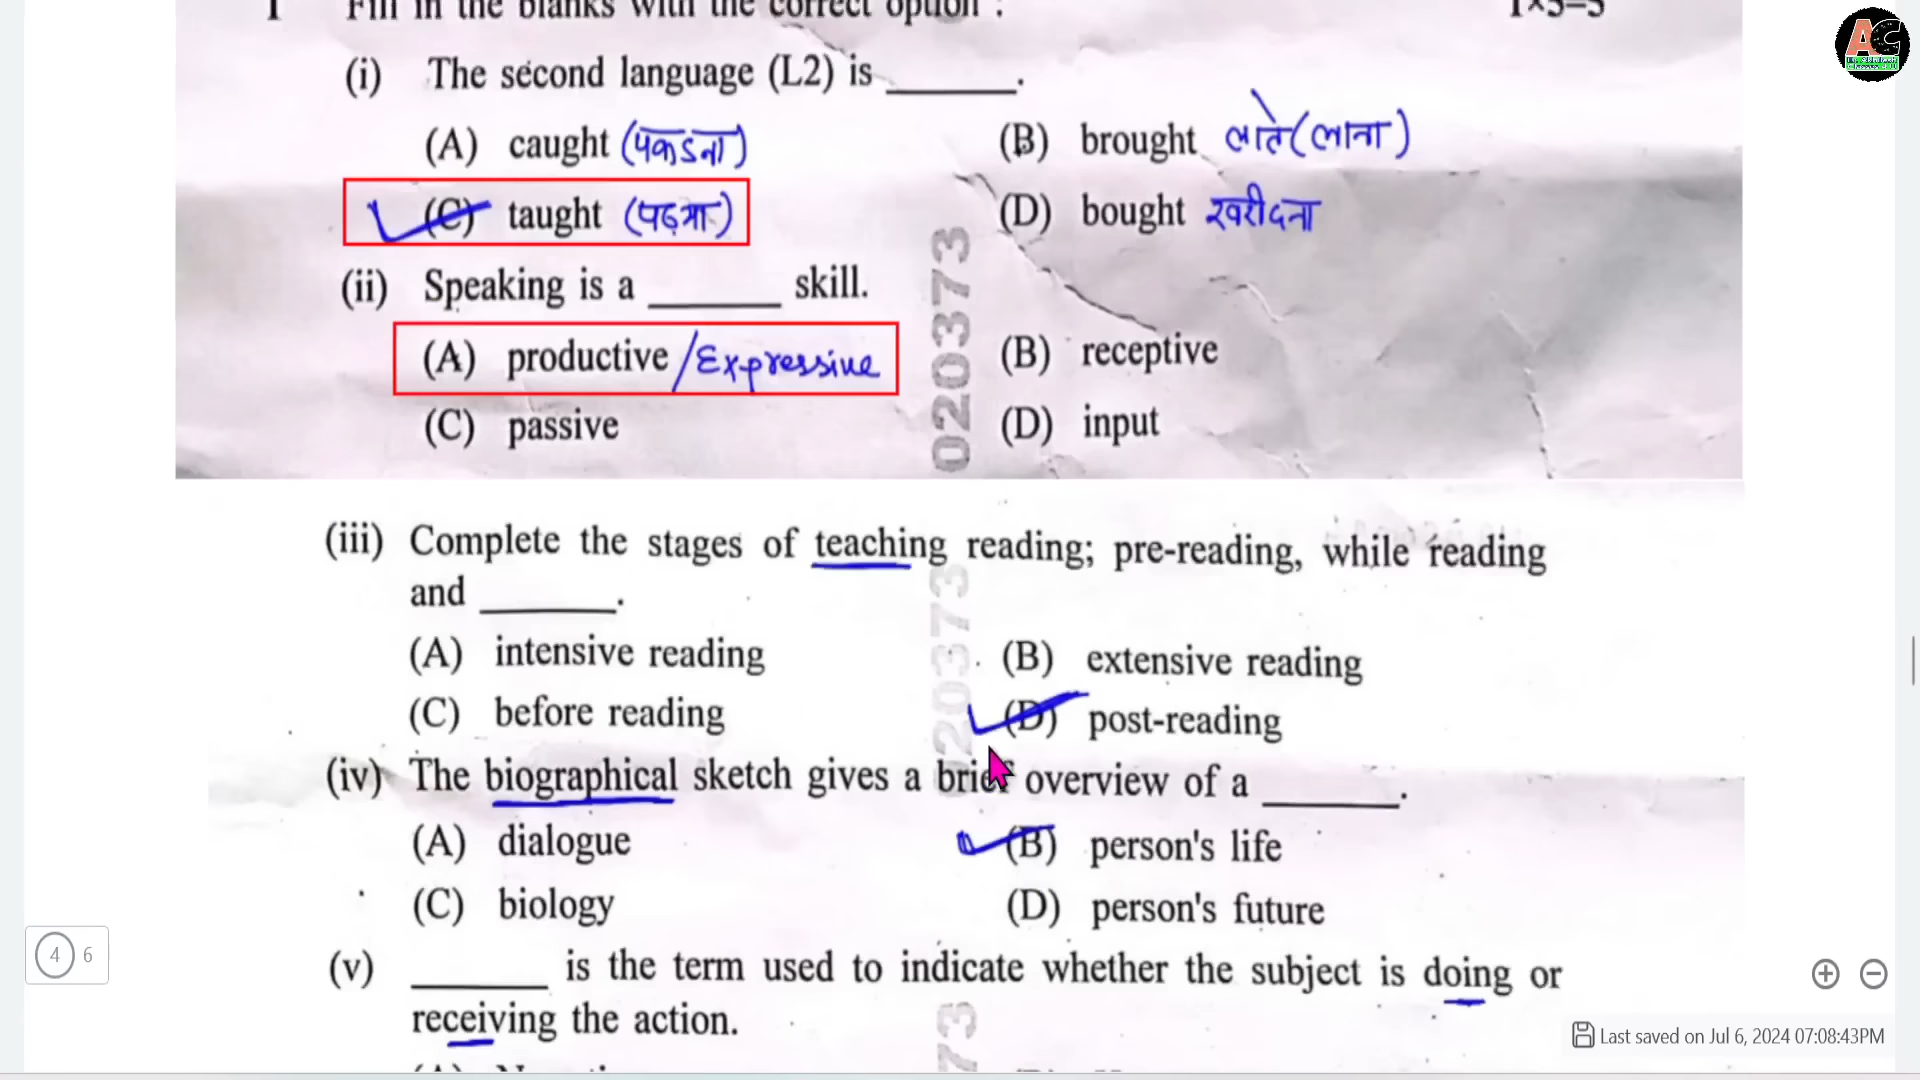 1 Fill in the blanks with the correct option : 1×5=5
(i) The second language (L2) is ______.
(A) caught (पकडना) (B) brought लाते(लाना)
(C) taught (पढ़ना) (D) bought खरीदना
(ii) Speaking is a ______ skill.
(A) productive /Expressive (B) receptive
(C) passive (D) input
020373
(iii) Complete the stages of teaching reading; pre-reading, while reading
and ______.
(A) intensive reading (B) extensive reading
(C) before reading (D) post-reading
020373
(iv) The biographical sketch gives a brief overview of a ______.
(A) dialogue (B) person's life
(C) biology (D) person's future
(v) ______ is the term used to indicate whether the subject is doing or
receiving the action.
73
4 6
Last saved on Jul 6, 2024 07:08:43PM
AC